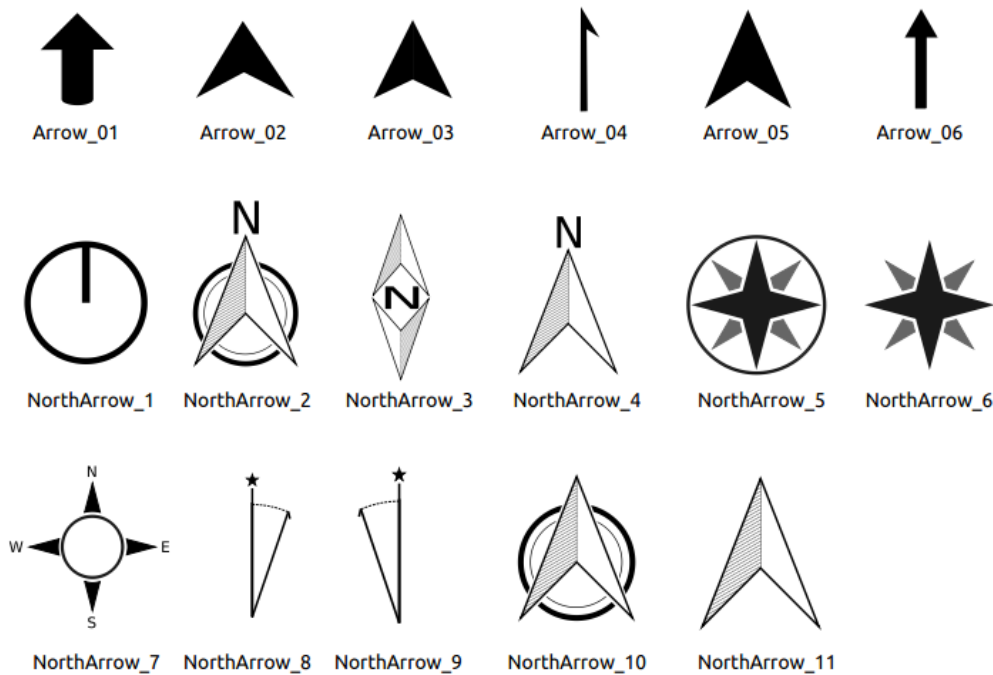 Arrow_01 Arrow_02 Arrow_03 Arrow_04 Arrow_05 Arrow_06
N N
N
NorthArrow_1 NorthArrow_2 NorthArrow_3 NorthArrow_4 NorthArrow_5 NorthArrow_6
N
W E
S
NorthArrow_7 NorthArrow_8 NorthArrow_9 NorthArrow_10 NorthArrow_11